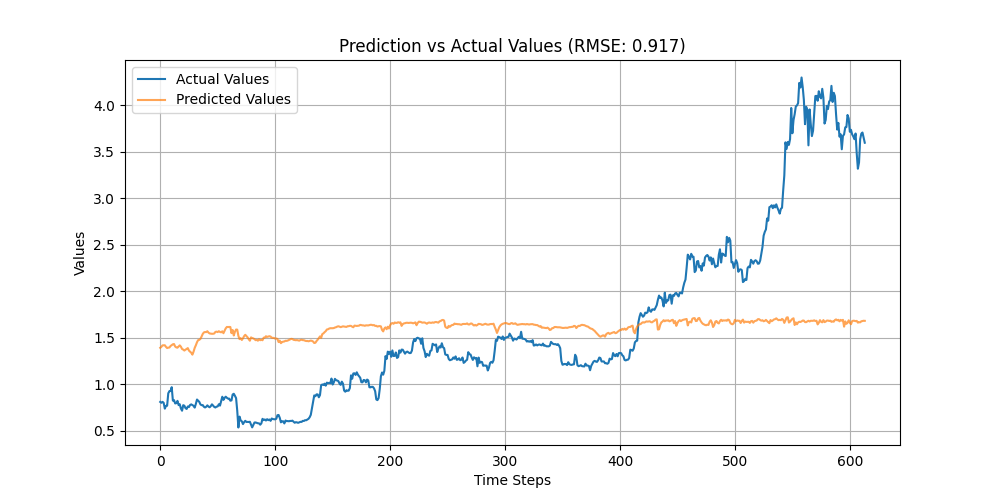 Prediction vs Actual Values (RMSE: 0.917)
Actual Values
Predicted Values
4.0
3.5
3.0
2.5
2.0
1.5
1.0
0.5
Values
0 100 200 300 400 500 600
Time Steps